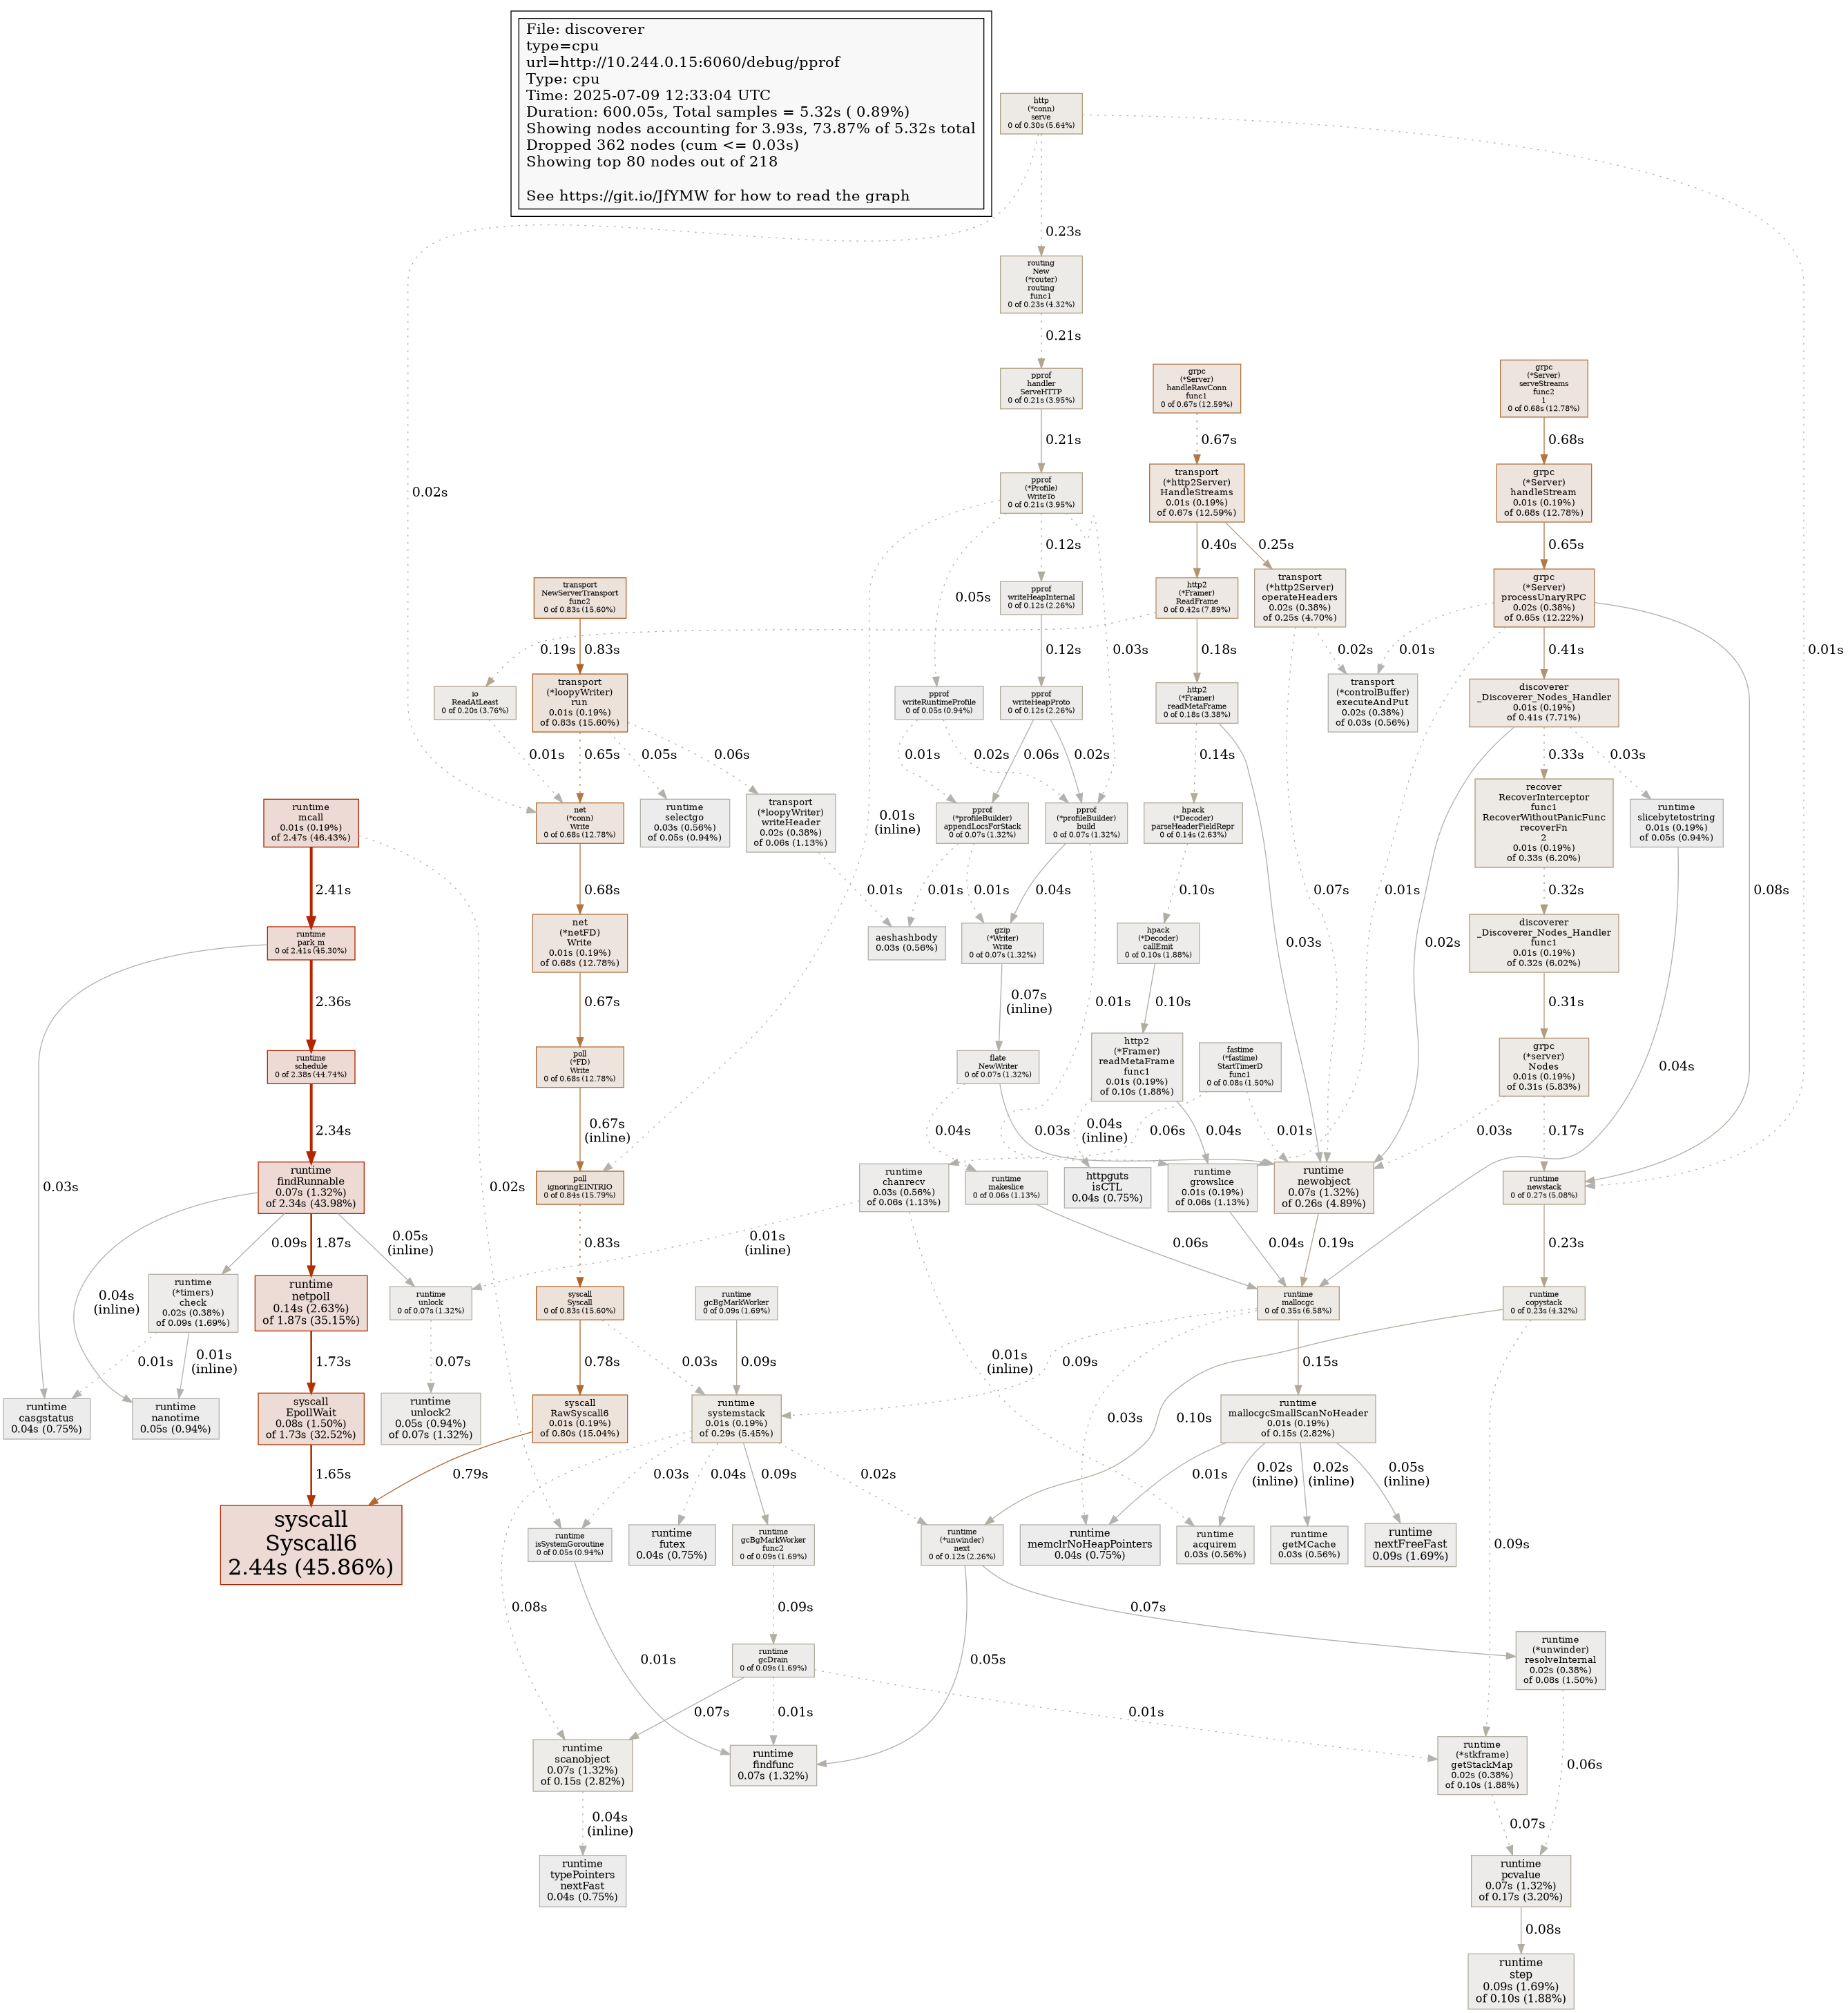 File: discoverer
type=cpu
url=http://10.244.0.15:6060/debug/pprof
Type: cpu
Time: 2025-07-09 12:33:04 UTC
Duration: 600.05s, Total samples = 5.32s ( 0.89%)
Showing nodes accounting for 3.93s, 73.87% of 5.32s total
Dropped 362 nodes (cum <= 0.03s)
Showing top 80 nodes out of 218
See https://git.io/JfYMW for how to read the graph
http
(*conn)
serve
0 of 0.30s (5.64%)
0.23s
routing
New
(*router)
routing
func1
0 of 0.23s (4.32%)
0.21s
pprof
handler
ServeHTTP
0 of 0.21s (3.95%)
grpc
(*Server)
handleRawConn
func1
0 of 0.67s (12.59%)
grpc
(*Server)
serveStreams
func2
1
0 of 0.68s (12.78%)
0.21s
0.67s
0.68s
0.02s
pprof
(*Profile)
WriteTo
0 of 0.21s (3.95%)
transport
(*http2Server)
HandleStreams
0.01s (0.19%)
of 0.67s (12.59%)
grpc
(*Server)
handleStream
0.01s (0.19%)
of 0.68s (12.78%)
0.12s
0.40s
0.25s
0.65s
transport
NewServerTransport
func2
0 of 0.83s (15.60%)
0.05s
pprof
writeHeapInternal
0 of 0.12s (2.26%)
http2
(*Framer)
ReadFrame
0 of 0.42s (7.89%)
transport
(*http2Server)
operateHeaders
0.02s (0.38%)
of 0.25s (4.70%)
grpc
(*Server)
processUnaryRPC
0.02s (0.38%)
of 0.65s (12.22%)
0.19s
0.83s
0.12s
0.03s
0.18s
0.02s
0.01s
0.41s
0.01s
io
ReadAtLeast
0 of 0.20s (3.76%)
transport
(*loopyWriter)
run
0.01s (0.19%)
of 0.83s (15.60%)
pprof
writeRuntimeProfile
0 of 0.05s (0.94%)
pprof
writeHeapProto
0 of 0.12s (2.26%)
http2
(*Framer)
readMetaFrame
0 of 0.18s (3.38%)
transport
(*controlBuffer)
executeAndPut
0.02s (0.38%)
of 0.03s (0.56%)
discoverer
_Discoverer_Nodes_Handler
0.01s (0.19%)
of 0.41s (7.71%)
0.01s
0.65s
0.05s
0.06s
0.01s
0.02s
0.06s
0.02s
0.14s
0.33s
0.03s
runtime
mcall
0.01s (0.19%)
of 2.47s (46.43%)
net
(*conn)
Write
0 of 0.68s (12.78%)
runtime
selectgo
0.03s (0.56%)
of 0.05s (0.94%)
transport
(*loopyWriter)
writeHeader
0.02s (0.38%)
of 0.06s (1.13%)
0.01s
(inline)
pprof
(*profileBuilder)
appendLocsForStack
0 of 0.07s (1.32%)
pprof
(*profileBuilder)
build
0 of 0.07s (1.32%)
hpack
(*Decoder)
parseHeaderFieldRepr
0 of 0.14s (2.63%)
recover
RecoverInterceptor
func1
RecoverWithoutPanicFunc
recoverFn
2
0.01s (0.19%)
of 0.33s (6.20%)
runtime
slicebytetostring
0.01s (0.19%)
of 0.05s (0.94%)
2.41s
0.68s
0.01s
0.01s
0.01s
0.04s
0.10s
0.07s
0.01s
0.32s
0.08s
runtime
park_m
0 of 2.41s (45.30%)
net
(*netFD)
Write
0.01s (0.19%)
of 0.68s (12.78%)
aeshashbody
0.03s (0.56%)
gzip
(*Writer)
Write
0 of 0.07s (1.32%)
hpack
(*Decoder)
callEmit
0 of 0.10s (1.88%)
0.03s
0.02s
discoverer
_Discoverer_Nodes_Handler
func1
0.01s (0.19%)
of 0.32s (6.02%)
2.36s
0.67s
0.07s
(inline)
0.01s
0.10s
0.31s
runtime
schedule
0 of 2.38s (44.74%)
poll
(*FD)
Write
0 of 0.68s (12.78%)
flate
NewWriter
0 of 0.07s (1.32%)
http2
(*Framer)
readMetaFrame
func1
0.01s (0.19%)
of 0.10s (1.88%)
fastime
(*fastime)
StartTimerD
func1
0 of 0.08s (1.50%)
grpc
(*server)
Nodes
0.01s (0.19%)
of 0.31s (5.83%)
0.04s
2.34s
0.67s
(inline)
0.04s
0.03s
0.04s
(inline)
0.06s
0.04s
0.01s
0.03s
0.17s
0.03s
runtime
findRunnable
0.07s (1.32%)
of 2.34s (43.98%)
0.02s
poll
ignoringEINTRIO
0 of 0.84s (15.79%)
runtime
chanrecv
0.03s (0.56%)
of 0.06s (1.13%)
runtime
makeslice
0 of 0.06s (1.13%)
httpguts
isCTL
0.04s (0.75%)
runtime
growslice
0.01s (0.19%)
of 0.06s (1.13%)
runtime
newobject
0.07s (1.32%)
of 0.26s (4.89%)
runtime
newstack
0 of 0.27s (5.08%)
0.09s
1.87s
0.05s
(inline)
0.83s
0.01s
(inline)
0.06s
0.04s
0.19s
0.23s
0.04s
(inline)
runtime
(*timers)
check
0.02s (0.38%)
of 0.09s (1.69%)
runtime
netpoll
0.14s (2.63%)
of 1.87s (35.15%)
runtime
unlock
0 of 0.07s (1.32%)
syscall
Syscall
0 of 0.83s (15.60%)
runtime
gcBgMarkWorker
0 of 0.09s (1.69%)
runtime
mallocgc
0 of 0.35s (6.58%)
runtime
copystack
0 of 0.23s (4.32%)
0.01s
0.01s
(inline)
1.73s
0.07s
0.78s
0.03s
0.09s
0.01s
(inline)
0.09s
0.15s
runtime
casgstatus
0.04s (0.75%)
runtime
nanotime
0.05s (0.94%)
syscall
EpollWait
0.08s (1.50%)
of 1.73s (32.52%)
runtime
unlock2
0.05s (0.94%)
of 0.07s (1.32%)
syscall
RawSyscall6
0.01s (0.19%)
of 0.80s (15.04%)
runtime
systemstack
0.01s (0.19%)
of 0.29s (5.45%)
0.03s
0.10s
runtime
mallocgcSmallScanNoHeader
0.01s (0.19%)
of 0.15s (2.82%)
1.65s
0.79s
0.03s
0.04s
0.09s
0.02s
0.01s
0.02s
(inline)
0.02s
(inline)
0.05s
(inline)
0.09s
syscall
Syscall6
2.44s (45.86%)
runtime
isSystemGoroutine
0 of 0.05s (0.94%)
runtime
futex
0.04s (0.75%)
runtime
gcBgMarkWorker
func2
0 of 0.09s (1.69%)
runtime
(*unwinder)
next
0 of 0.12s (2.26%)
runtime
memclrNoHeapPointers
0.04s (0.75%)
runtime
acquirem
0.03s (0.56%)
runtime
getMCache
0.03s (0.56%)
runtime
nextFreeFast
0.09s (1.69%)
0.08s
0.09s
0.07s
0.01s
runtime
gcDrain
0 of 0.09s (1.69%)
0.05s
runtime
(*unwinder)
resolveInternal
0.02s (0.38%)
of 0.08s (1.50%)
0.07s
0.01s
0.01s
runtime
scanobject
0.07s (1.32%)
of 0.15s (2.82%)
runtime
findfunc
0.07s (1.32%)
runtime
(*stkframe)
getStackMap
0.02s (0.38%)
of 0.10s (1.88%)
0.06s
0.04s
(inline)
0.07s
runtime
typePointers
nextFast
0.04s (0.75%)
runtime
pcvalue
0.07s (1.32%)
of 0.17s (3.20%)
0.08s
runtime
step
0.09s (1.69%)
of 0.10s (1.88%)